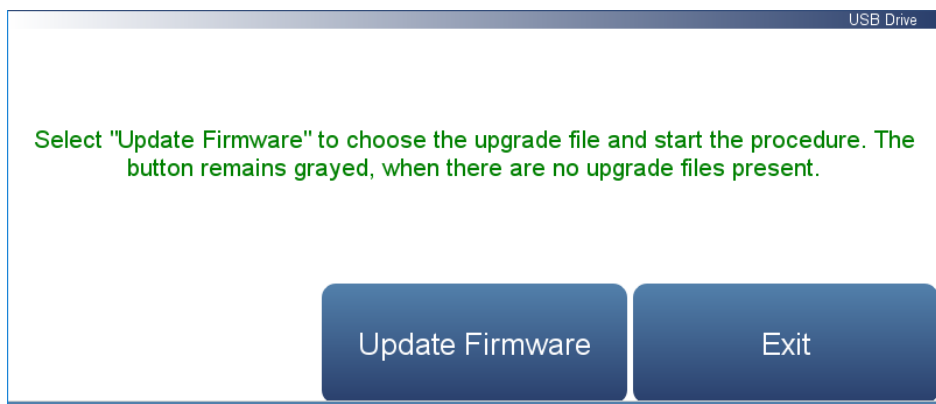 USB Drive
Select "Update Firmware" to choose the upgrade file and start the procedure. The
button remains grayed, when there are no upgrade files present.
Update Firmware
Exit